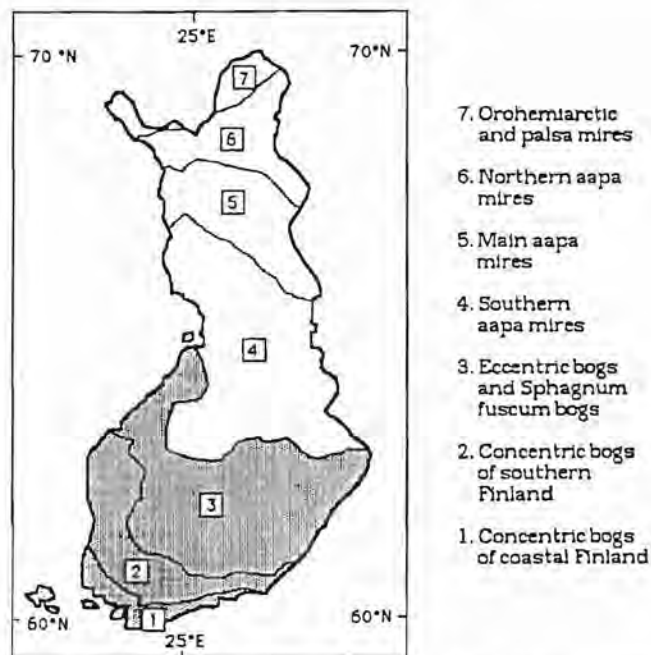 25°E
70 °N
70°N
7
6
5
4
3
2
1
60°N
60°N
25°E
7. Orohemiarctic
and palsa mires
6. Northern aapa
mires
5. Main aapa
mires
4. Southern
aapa mires
3. Eccentric bogs
and Sphagnum
fuscum bogs
2. Concentric bogs
of southern
Finland
1. Concentric bogs
of coastal Finland